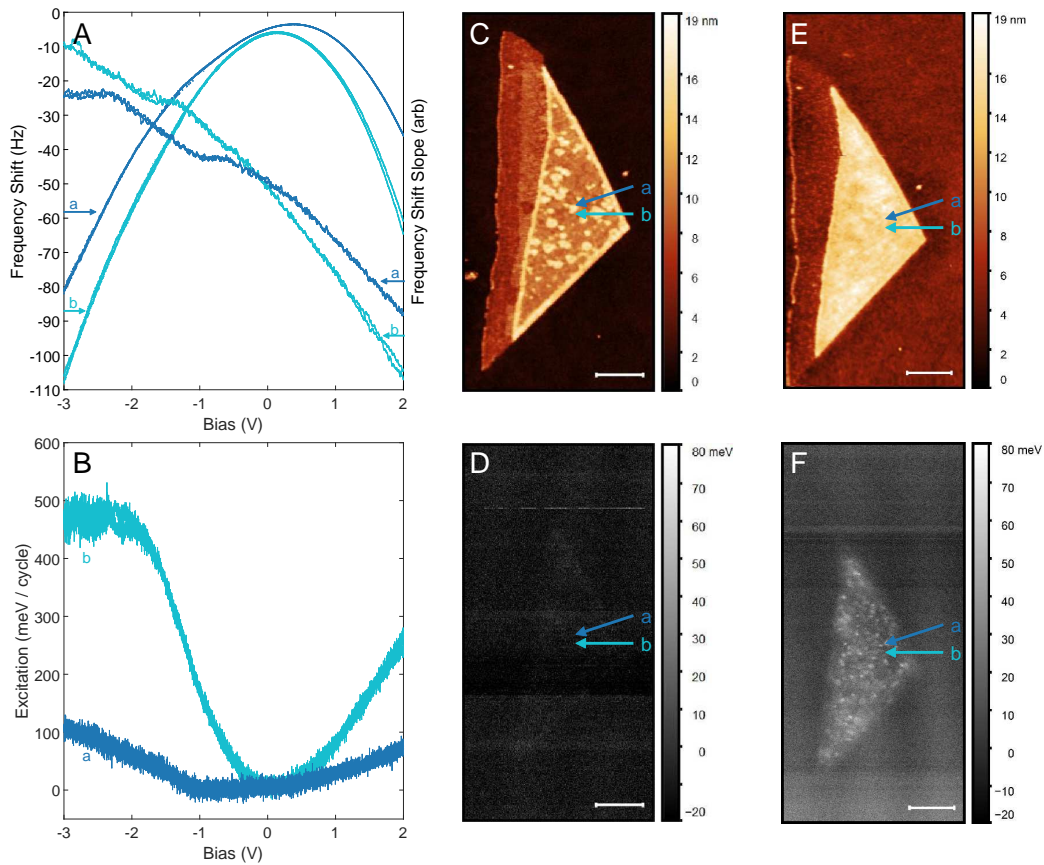 A
0
-10
-20
-30
-40
-50
-60
-70
-80
-90
-100
-110
Frequency Shift (Hz)
Frequency Shift Slope (arb)
a
b
a
b
-3
-2
-1
0
1
2
Bias (V)
C
a
b
19 nm
16
14
12
10
8
6
4
2
0
E
a
b
19 nm
16
14
12
10
8
6
4
2
0
B
600
500
400
300
200
100
0
Excitation (meV / cycle)
b
a
-3
-2
-1
0
1
2
Bias (V)
D
a
b
80 meV
70
60
50
40
30
20
10
0
−20
F
a
b
80 meV
70
60
50
40
30
20
10
0
−10
−20